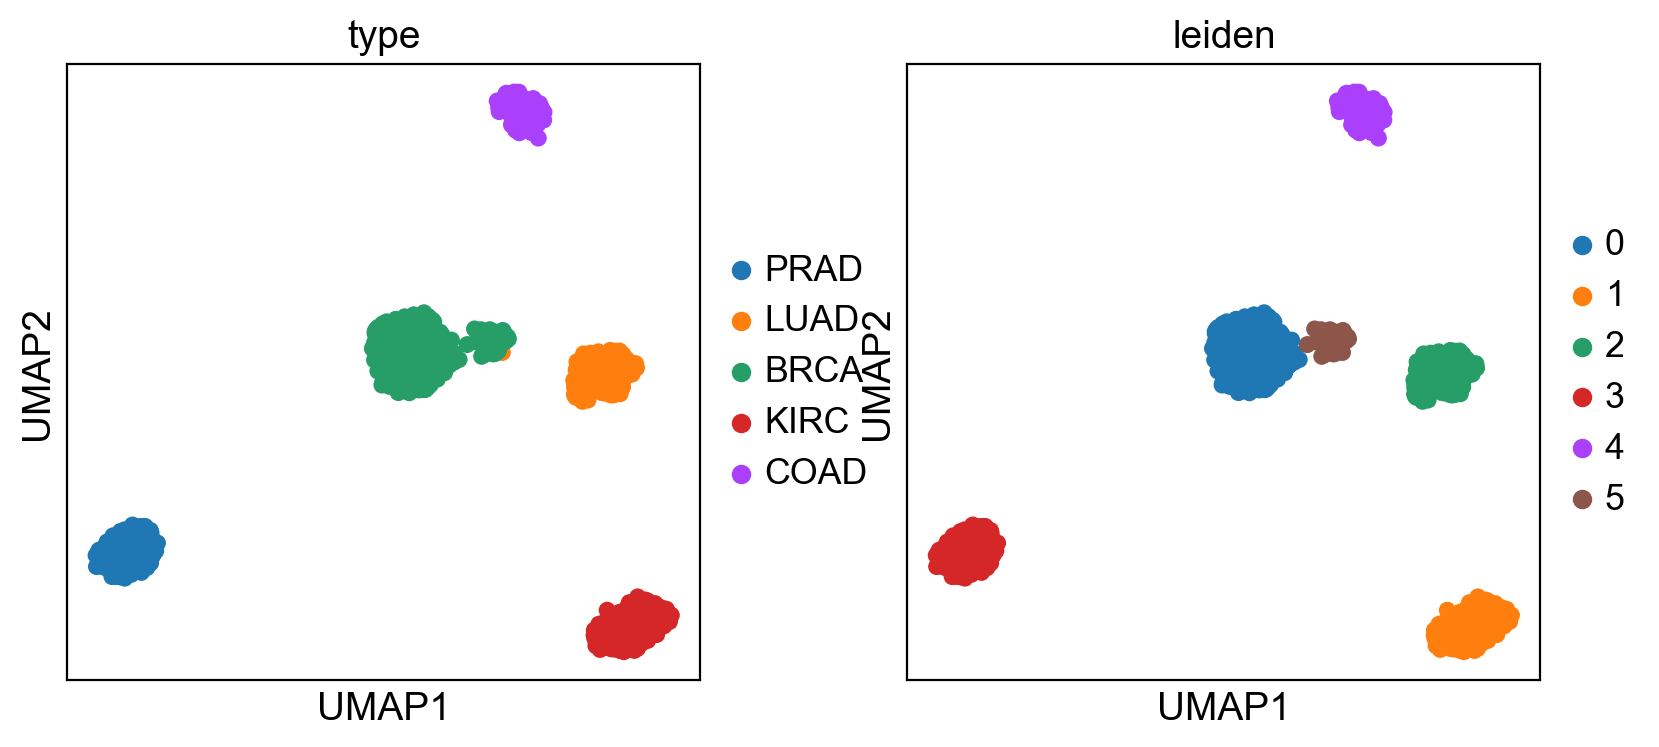 type
UMAP2
UMAP1
PRAD
LUAD
BRCA
KIRC
COAD
leiden
UMAP2
UMAP1
0
1
2
3
4
5